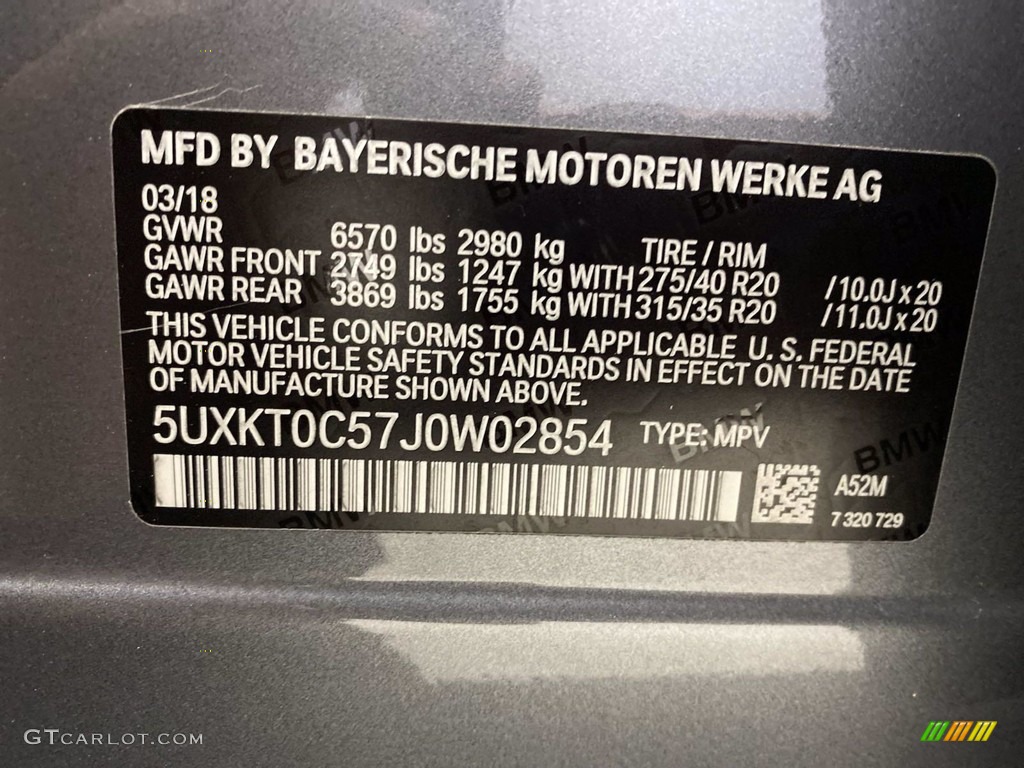 MFD BY BAYERISCHE MOTOREN WERKE AG
03/18
GVWR 6570 lbs 2980 kg TIRE / RIM
GAWR FRONT 2749 lbs 1247 kg WITH 275/40 R20 /10.0J x 20
GAWR REAR 3869 lbs 1755 kg WITH 315/35 R20 /11.0J x 20
THIS VEHICLE CONFORMS TO ALL APPLICABLE U. S. FEDERAL
MOTOR VEHICLE SAFETY STANDARDS IN EFFECT ON THE DATE
OF MANUFACTURE SHOWN ABOVE.
5UXKT0C57J0W02854 TYPE: MPV
A52M
7 320 729
GTCARLOT.COM